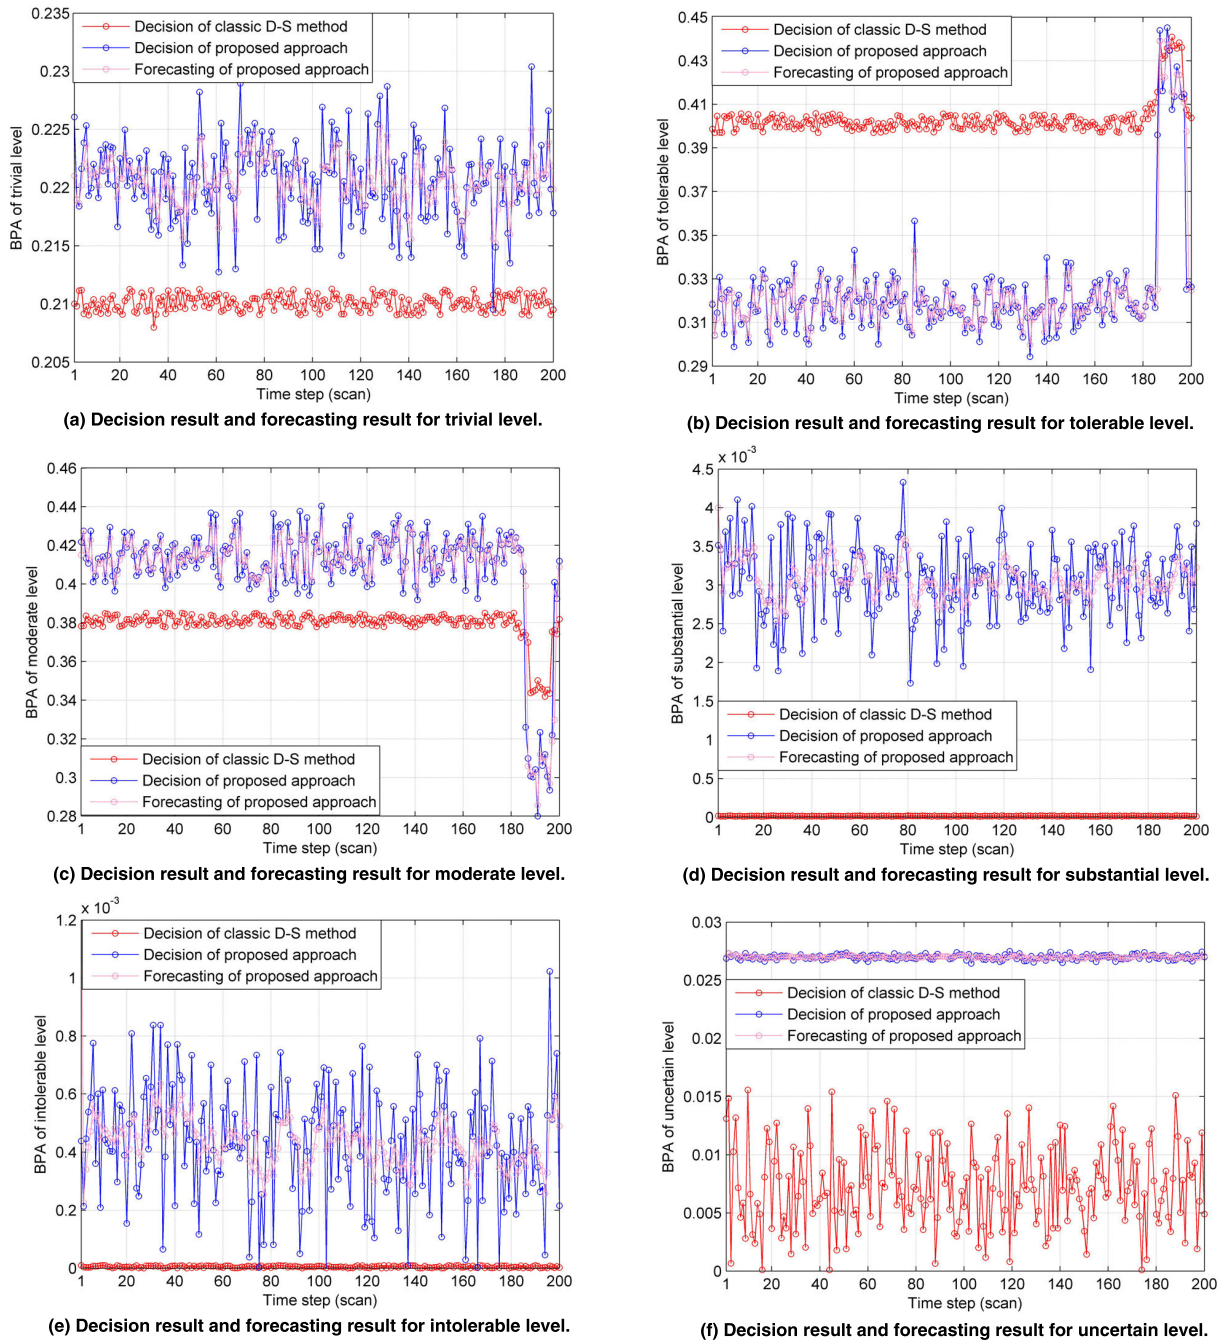 0.235
0.23
0.225
0.22
0.215
0.21
0.205
BPA of trivial level
Decision of classic D-S method
Decision of proposed approach
Forecasting of proposed approach
1 20 40 60 80 100 120 140 160 180 200
Time step (scan)
(a) Decision result and forecasting result for trivial level.
0.45
0.43
0.41
0.39
0.37
0.35
0.33
0.31
0.29
BPA of tolerable level
Decision of classic D-S method
Decision of proposed approach
Forecasting of proposed approach
1 20 40 60 80 100 120 140 160 180 200
Time step (scan)
(b) Decision result and forecasting result for tolerable level.
0.46
0.44
0.42
0.4
0.38
0.36
0.34
0.32
0.3
0.28
BPA of moderate level
Decision of classic D-S method
Decision of proposed approach
Forecasting of proposed approach
1 20 40 60 80 100 120 140 160 180 200
Time step (scan)
(c) Decision result and forecasting result for moderate level.
x 10-3
4.5
4
3.5
3
2.5
2
1.5
1
0.5
0
BPA of substantial level
Decision of classic D-S method
Decision of proposed approach
Forecasting of proposed approach
1 20 40 60 80 100 120 140 160 180 200
Time step (scan)
(d) Decision result and forecasting result for substantial level.
x 10-3
1.2
1
0.8
0.6
0.4
0.2
0
BPA of intolerable level
Decision of classic D-S method
Decision of proposed approach
Forecasting of proposed approach
1 20 40 60 80 100 120 140 160 180 200
Time step (scan)
(e) Decision result and forecasting result for intolerable level.
0.03
0.025
0.02
0.015
0.01
0.005
0
BPA of uncertain level
Decision of classic D-S method
Decision of proposed approach
Forecasting of proposed approach
1 20 40 60 80 100 120 140 160 180 200
Time step (scan)
(f) Decision result and forecasting result for uncertain level.